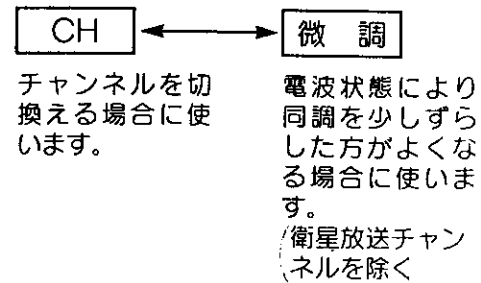 CH
微調
チャンネルを切
換える場合に使
います。
電波状態により
同調を少しずら
した方がよくな
る場合に使いま
す。
(衛星放送チャン
ネルを除く